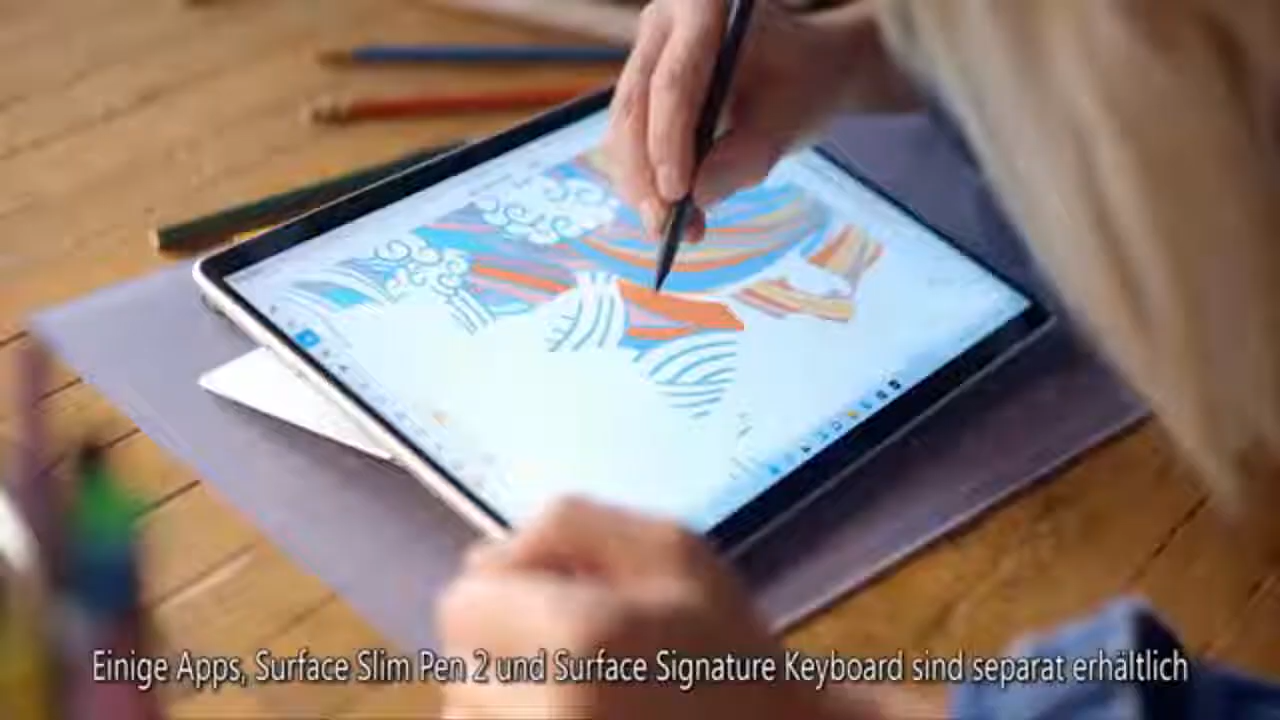 Einige Apps, Surface Slim Pen 2 und Surface Signature Keyboard sind separat erhältlich